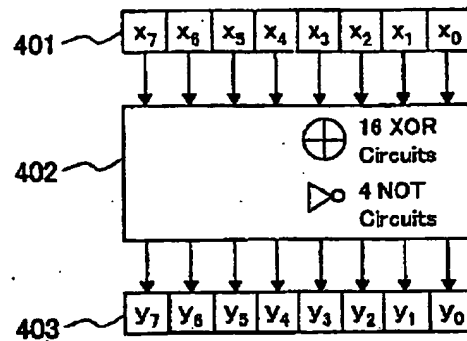 401 x₇ x₆ x₅ x₄ x₃ x₂ x₁ x₀
16 XOR
Circuits
402
4 NOT
Circuits
403 y₇ y₆ y₅ y₄ y₃ y₂ y₁ y₀